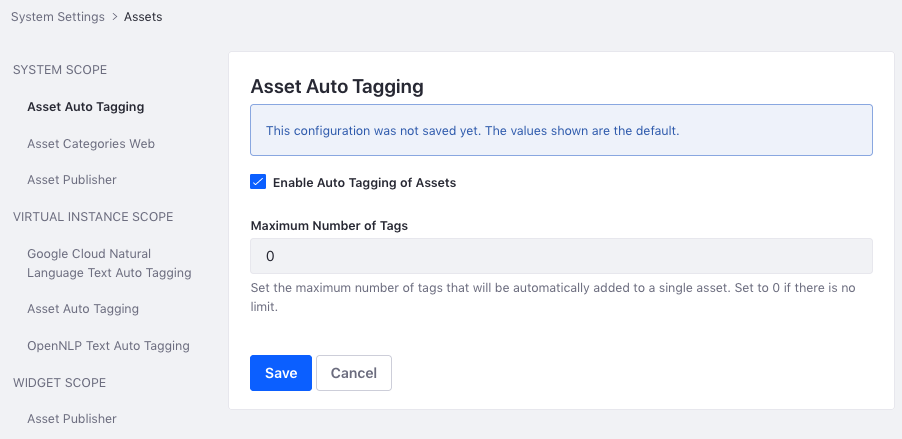 System Settings > Assets
SYSTEM SCOPE
Asset Auto Tagging
Asset Categories Web
Asset Publisher
VIRTUAL INSTANCE SCOPE
Google Cloud Natural
Language Text Auto Tagging
Asset Auto Tagging
OpenNLP Text Auto Tagging
WIDGET SCOPE
Asset Publisher
Asset Auto Tagging
This configuration was not saved yet. The values shown are the default.
Enable Auto Tagging of Assets
Maximum Number of Tags
0
Set the maximum number of tags that will be automatically added to a single asset. Set to 0 if there is no
limit.
Save Cancel